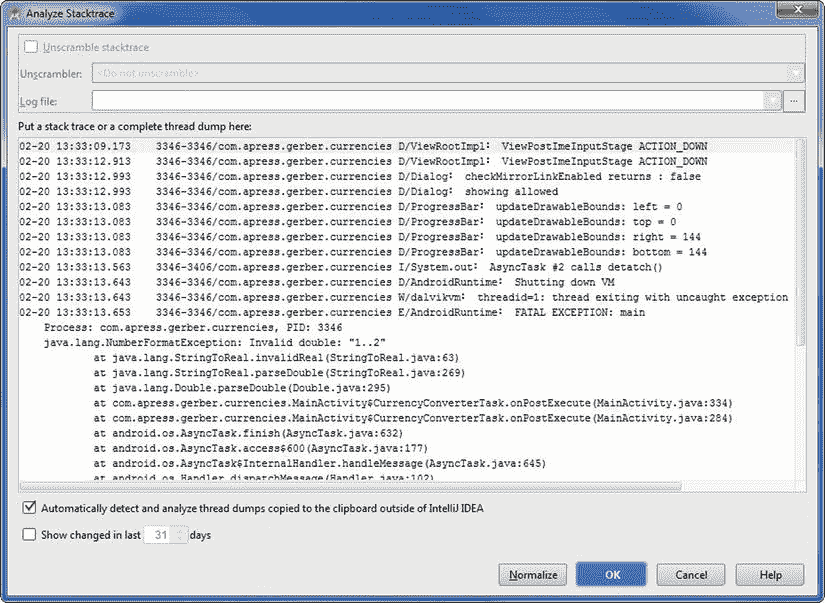 Analyze Stacktrace
Unscramble stacktrace
Unscrambler: <Do not unscramble>
Log file:
...
Put a stack trace or a complete thread dump here:
02-20 13:33:09.173 3346-3346/com.apress.gerber.currencies D/ViewRootImpl: ViewPostImeInputStage ACTION_DOWN
02-20 13:33:12.913 3346-3346/com.apress.gerber.currencies D/ViewRootImpl: ViewPostImeInputStage ACTION_DOWN
02-20 13:33:12.993 3346-3346/com.apress.gerber.currencies D/Dialog: checkMirrorLinkEnabled returns : false
02-20 13:33:12.993 3346-3346/com.apress.gerber.currencies D/Dialog: showing allowed
02-20 13:33:13.083 3346-3346/com.apress.gerber.currencies D/ProgressBar: updateDrawableBounds: left = 0
02-20 13:33:13.083 3346-3346/com.apress.gerber.currencies D/ProgressBar: updateDrawableBounds: top = 0
02-20 13:33:13.083 3346-3346/com.apress.gerber.currencies D/ProgressBar: updateDrawableBounds: right = 144
02-20 13:33:13.083 3346-3346/com.apress.gerber.currencies D/ProgressBar: updateDrawableBounds: bottom = 144
02-20 13:33:13.563 3346-3406/com.apress.gerber.currencies I/System.out: AsyncTask #2 calls detatch()
02-20 13:33:13.643 3346-3346/com.apress.gerber.currencies D/AndroidRuntime: Shutting down VM
02-20 13:33:13.643 3346-3346/com.apress.gerber.currencies W/dalvikvm: threadid=1: thread exiting with uncaught exception
02-20 13:33:13.653 3346-3346/com.apress.gerber.currencies E/AndroidRuntime: FATAL EXCEPTION: main
Process: com.apress.gerber.currencies, PID: 3346
java.lang.NumberFormatException: Invalid double: "1..2"
at java.lang.StringToReal.invalidReal(StringToReal.java:63)
at java.lang.StringToReal.parseDouble(StringToReal.java:269)
at java.lang.Double.parseDouble(Double.java:295)
at com.apress.gerber.currencies.MainActivity$CurrencyConverterTask.onPostExecute(MainActivity.java:334)
at com.apress.gerber.currencies.MainActivity$CurrencyConverterTask.onPostExecute(MainActivity.java:284)
at android.os.AsyncTask.finish(AsyncTask.java:632)
at android.os.AsyncTask.access$600(AsyncTask.java:177)
at android.os.AsyncTask$InternalHandler.handleMessage(AsyncTask.java:645)
at android.os.Handler.dispatchMessage(Handler.java:102)
Automatically detect and analyze thread dumps copied to the clipboard outside of IntelliJ IDEA
Show changed in last 31 days
Normalize OK Cancel Help